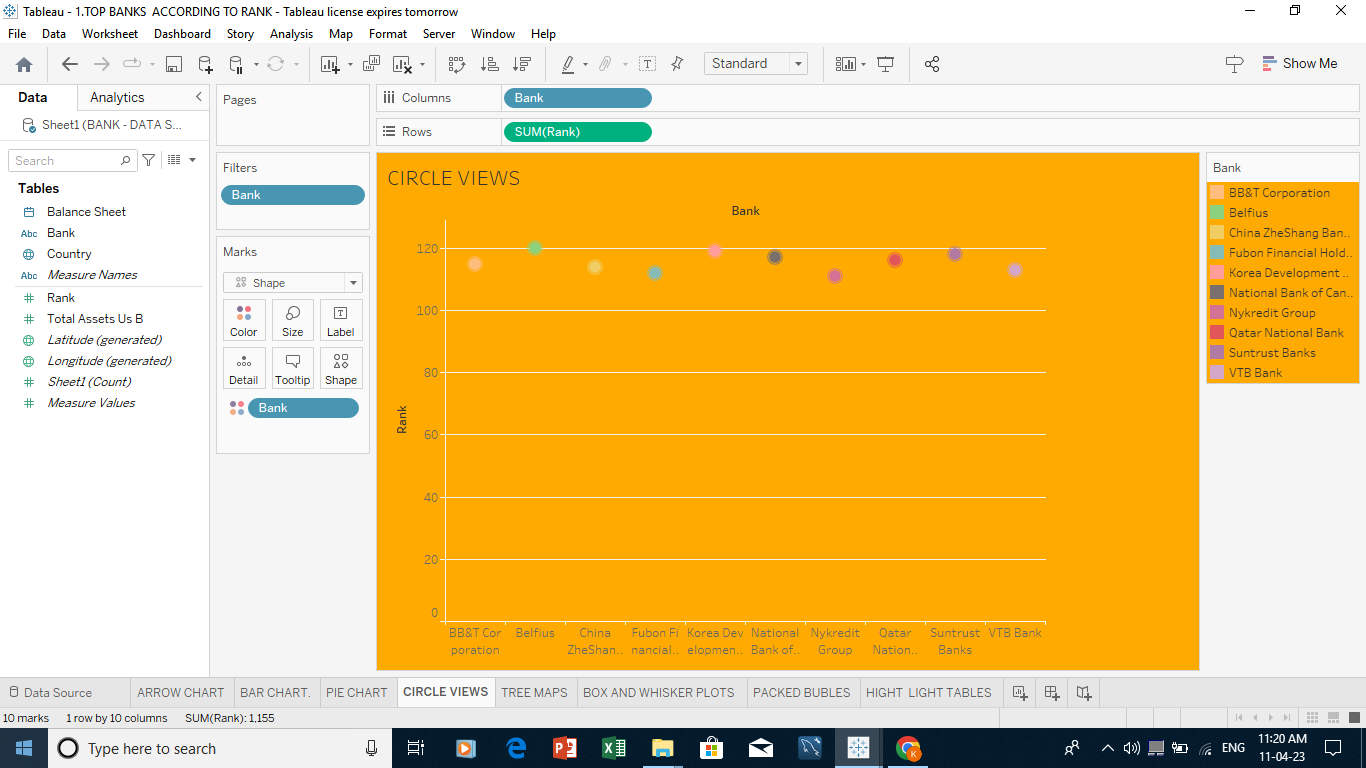 Tableau - 1.TOP BANKS  ACCORDING TO RANK - Tableau license expires tomorrow
File Data Worksheet Dashboard Story Analysis Map Format Server Window Help
Standard
Show Me
Data Analytics
Pages
Columns Bank
Sheet1 (BANK - DATA S...
Rows SUM(Rank)
Search
Filters
Bank
Tables
Balance Sheet
Abc Bank
Country
Abc Measure Names
Rank
Total Assets Us B
Latitude (generated)
Longitude (generated)
Sheet1 (Count)
Measure Values
Marks
Shape
Color Size Label
Detail Tooltip Shape
Bank
CIRCLE VIEWS
Bank
120
100
80
60
40
20
0
Rank
BB&T Cor
poration
Belfius
China
ZheShan..
Fubon Fi
nancial..
Korea Dev
elopmen..
National
Bank of..
Nykredit
Group
Qatar
Nation..
Suntrust
Banks
VTB Bank
Bank
BB&T Corporation
Belfius
China ZheShang Ban..
Fubon Financial Hold..
Korea Development ..
National Bank of Can..
Nykredit Group
Qatar National Bank
Suntrust Banks
VTB Bank
Data Source ARROW CHART BAR CHART. PIE CHART CIRCLE VIEWS TREE MAPS BOX AND WHISKER PLOTS PACKED BUBLES HIGHT  LIGHT TABLES
10 marks 1 row by 10 columns SUM(Rank): 1,155
Type here to search
ENG
11:20 AM
11-04-23